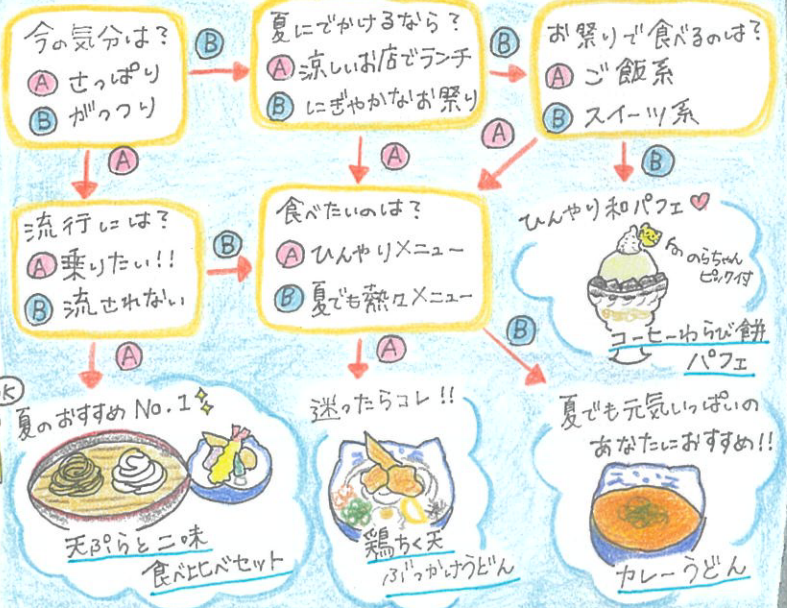 今の気分は?
A さっぱり
B がっつり
B
夏にでかけるなら?
A 涼しいお店でランチ
B にぎやかなお祭り
B
お祭りで食べるのは?
A ご飯系
B スイーツ系
A
A
A
B
流行には?
A 乗りたい!!
B 流されない
B
食べたいのは?
A ひんやりメニュー
B 夏でも熱々メニュー
ひんやり和パフェ♥
のらちゃん
ピック付
コーヒーわらび餅
パフェ
A
A
B
夏のおすすめ No.1
天ぷらと二味
食べ比べセット
迷ったらコレ!!
鶏ちく天
ぶっかけうどん
夏でも元気いっぱいの
あなたにおすすめ!!
カレーうどん